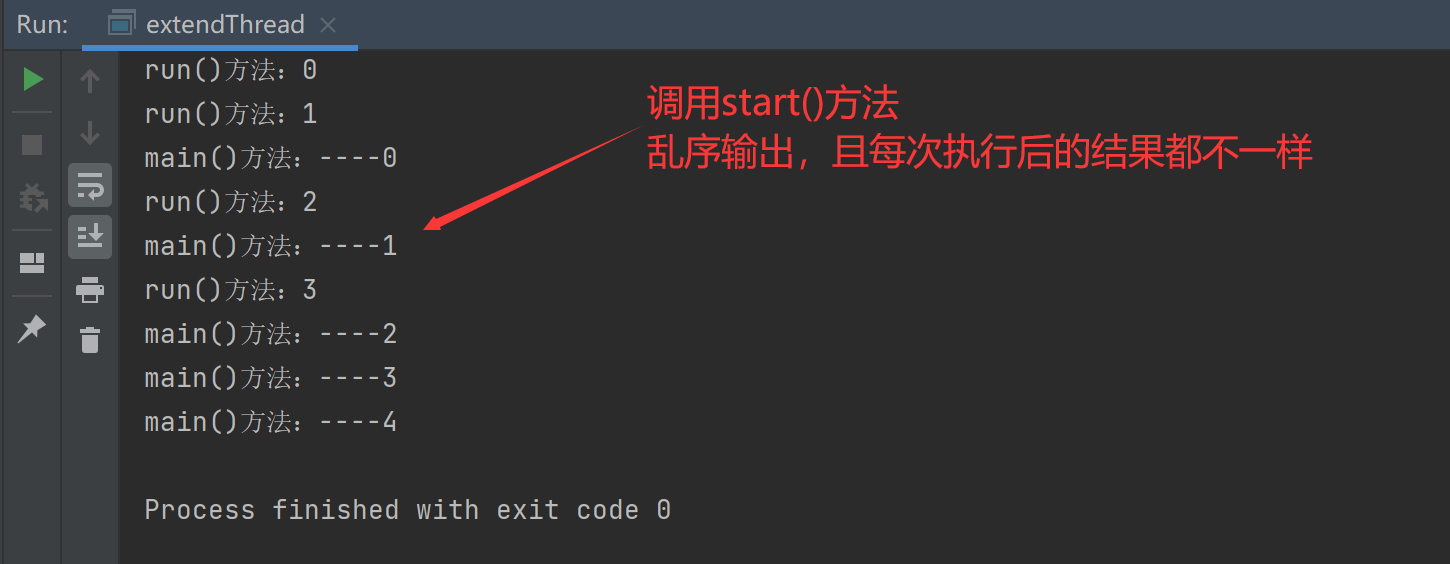 Run: extendThread
run()方法：0
run()方法：1
main()方法：----0
run()方法：2
main()方法：----1
run()方法：3
main()方法：----2
main()方法：----3
main()方法：----4
Process finished with exit code 0
调用start()方法
乱序输出，且每次执行后的结果都不一样